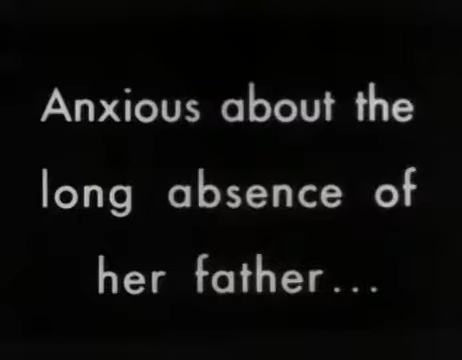 Anxious about the
long absence of
her father...